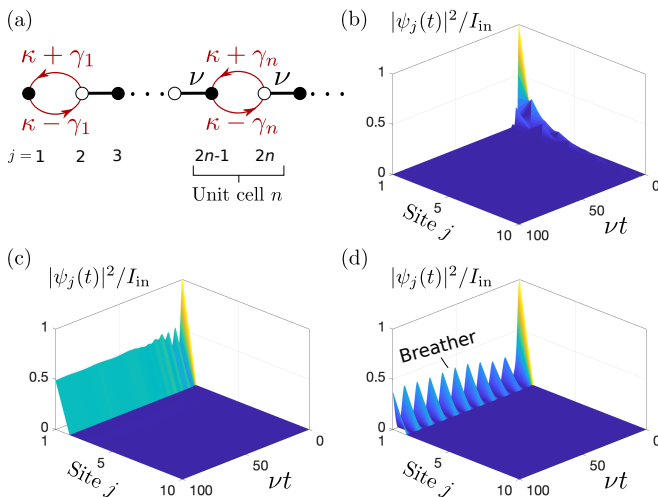 (a)
κ + γ₁
κ − γ₁
ν
κ + γₙ
ν
κ − γₙ
j = 1 2 3 2n-1 2n
Unit cell n
(b)
|ψⱼ(t)|²/Iᵢₙ
1
0.5
0
1
5
10
Site j
100
50
0
νt
(c)
|ψⱼ(t)|²/Iᵢₙ
1
0.5
0
1
5
10
Site j
100
50
0
νt
(d)
|ψⱼ(t)|²/Iᵢₙ
Breather
1
0.5
0
1
5
10
Site j
100
50
0
νt